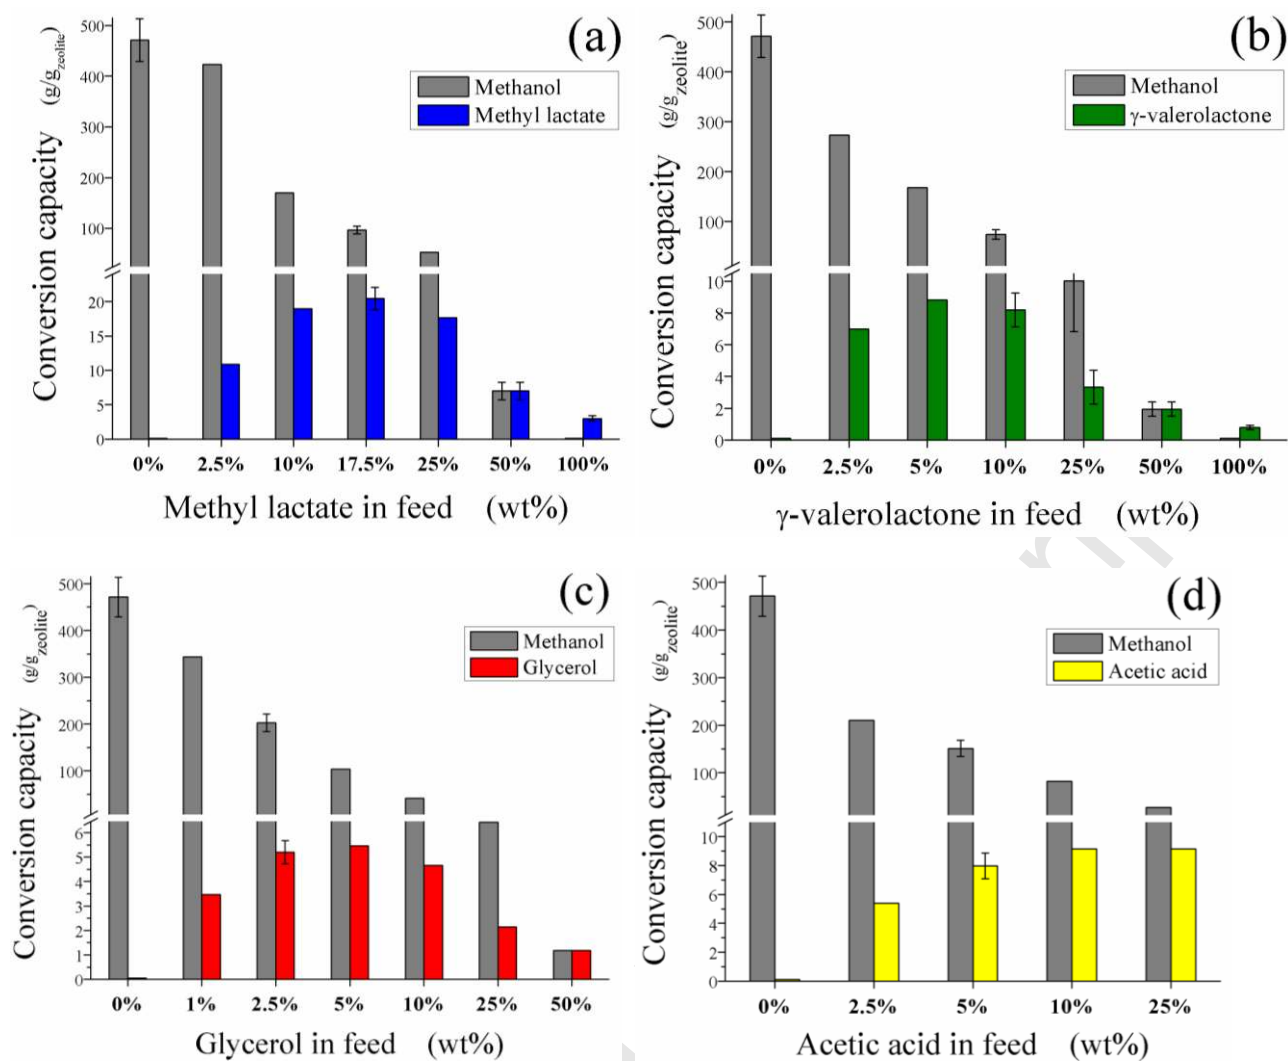 (a)
Conversion capacity (g/g zeolite)
500
400
300
200
100
20
15
10
5
0
Methanol
Methyl lactate
0% 2.5% 10% 17.5% 25% 50% 100%
Methyl lactate in feed (wt%)
(b)
Conversion capacity (g/g zeolite)
500
400
300
200
100
10
8
6
4
2
0
Methanol
γ-valerolactone
0% 2.5% 5% 10% 25% 50% 100%
γ-valerolactone in feed (wt%)
(c)
Conversion capacity (g/g zeolite)
500
400
300
200
100
6
5
4
3
2
1
0
Methanol
Glycerol
0% 1% 2.5% 5% 10% 25% 50%
Glycerol in feed (wt%)
(d)
Conversion capacity (g/g zeolite)
500
400
300
200
100
10
8
6
4
2
0
Methanol
Acetic acid
0% 2.5% 5% 10% 25%
Acetic acid in feed (wt%)